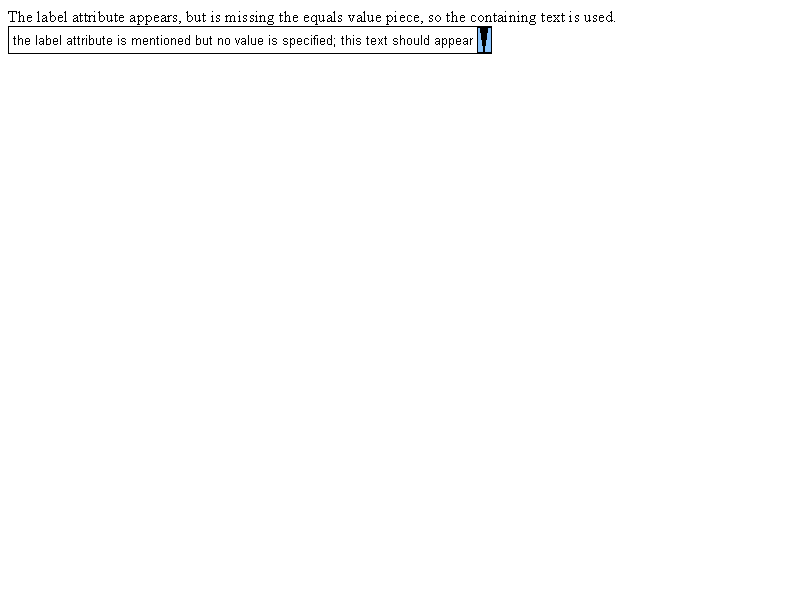 The label attribute appears, but is missing the equals value piece, so the containing text is used.
the label attribute is mentioned but no value is specified; this text should appear